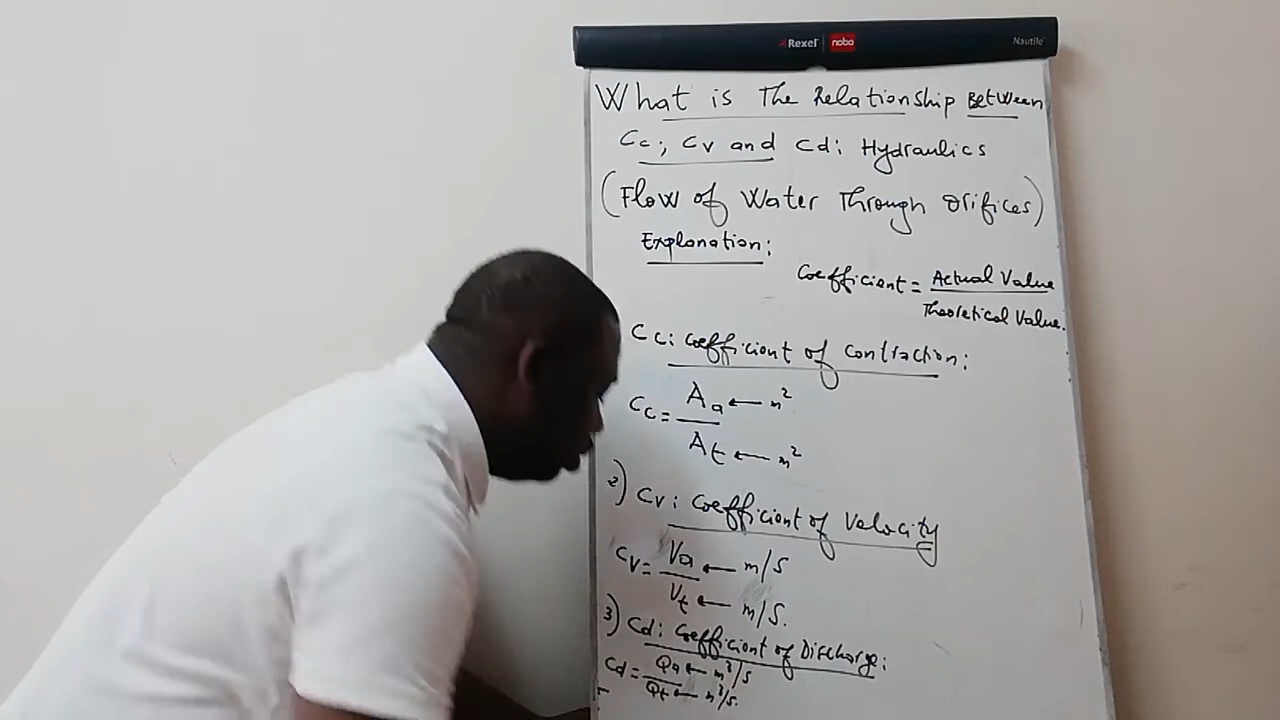 Rexel nobo Nautile
What is The Relationship Between
Cc; Cv and Cd: Hydraulics
(Flow of Water Through Orifices)
Explanation:
Coefficient = Actual Value
Theoretical Value.
Cc: coefficient of contraction:
Cc = Aa ← m²
At ← m²
2) Cv: Coefficient of Velocity
Cv = Va ← m/s
Vt ← m/s.
3) Cd: Coefficient of Discharge:
Cd = Qa ← m³/s
Qt ← m³/s.